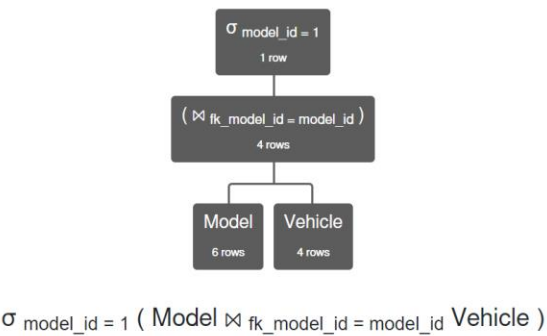 σ model_id = 1
1 row
( ⋈ fk_model_id = model_id )
4 rows
Model
6 rows
Vehicle
4 rows
σ model_id = 1 ( Model ⋈ fk_model_id = model_id Vehicle )